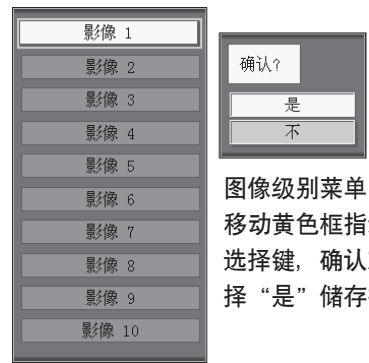 影像 1
影像 2
影像 3
影像 4
影像 5
影像 6
影像 7
影像 8
影像 9
影像 10
确认?
是
不
图像级别菜单
移动黄色框指
选择键, 确认
择“是”储存